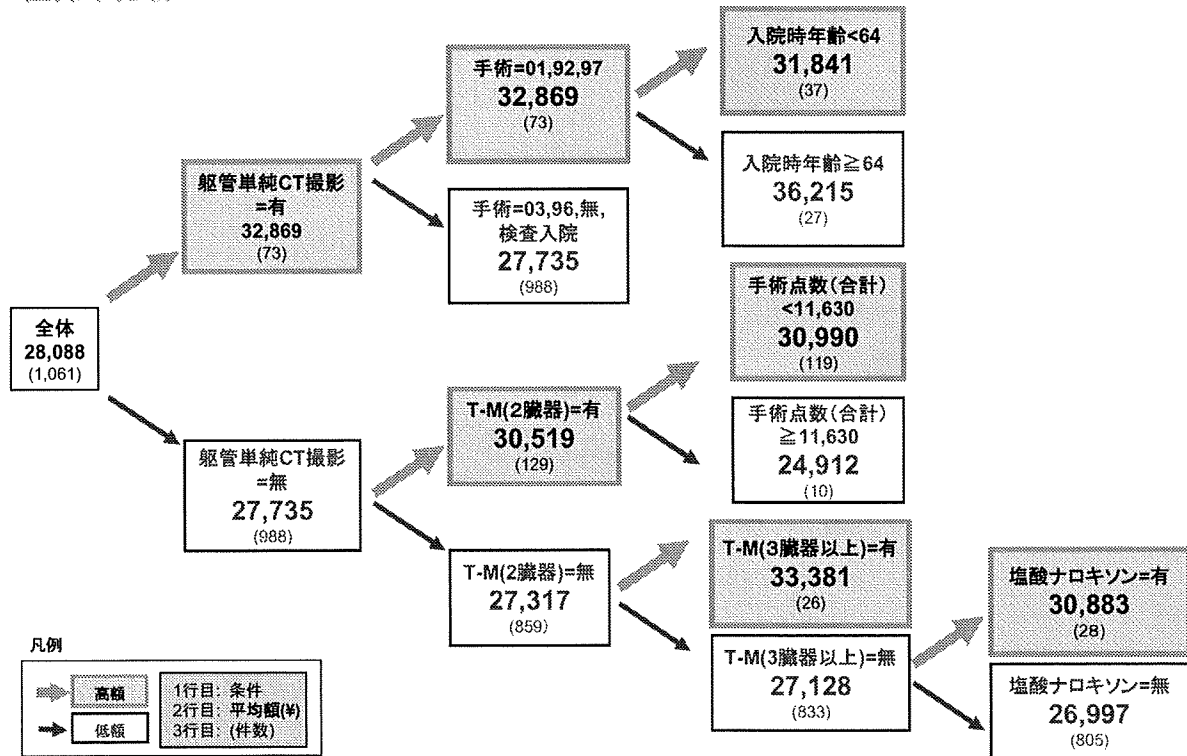 全体
28,088
(1,061)
躯管単純CT撮影
=有
32,869
(73)
躯管単純CT撮影
=無
27,735
(988)
手術=01,92,97
32,869
(73)
手術=03,96,無,
検査入院
27,735
(988)
T-M(2臓器)=有
30,519
(129)
T-M(2臓器)=無
27,317
(859)
入院時年齢<64
31,841
(37)
入院時年齢≧64
36,215
(27)
手術点数(合計)
<11,630
30,990
(119)
手術点数(合計)
≧11,630
24,912
(10)
T-M(3臓器以上)=有
33,381
(26)
T-M(3臓器以上)=無
27,128
(833)
塩酸ナロキソン=有
30,883
(28)
塩酸ナロキソン=無
26,997
(805)
凡例
高額
低額
1行目: 条件
2行目: 平均額(¥)
3行目: (件数)